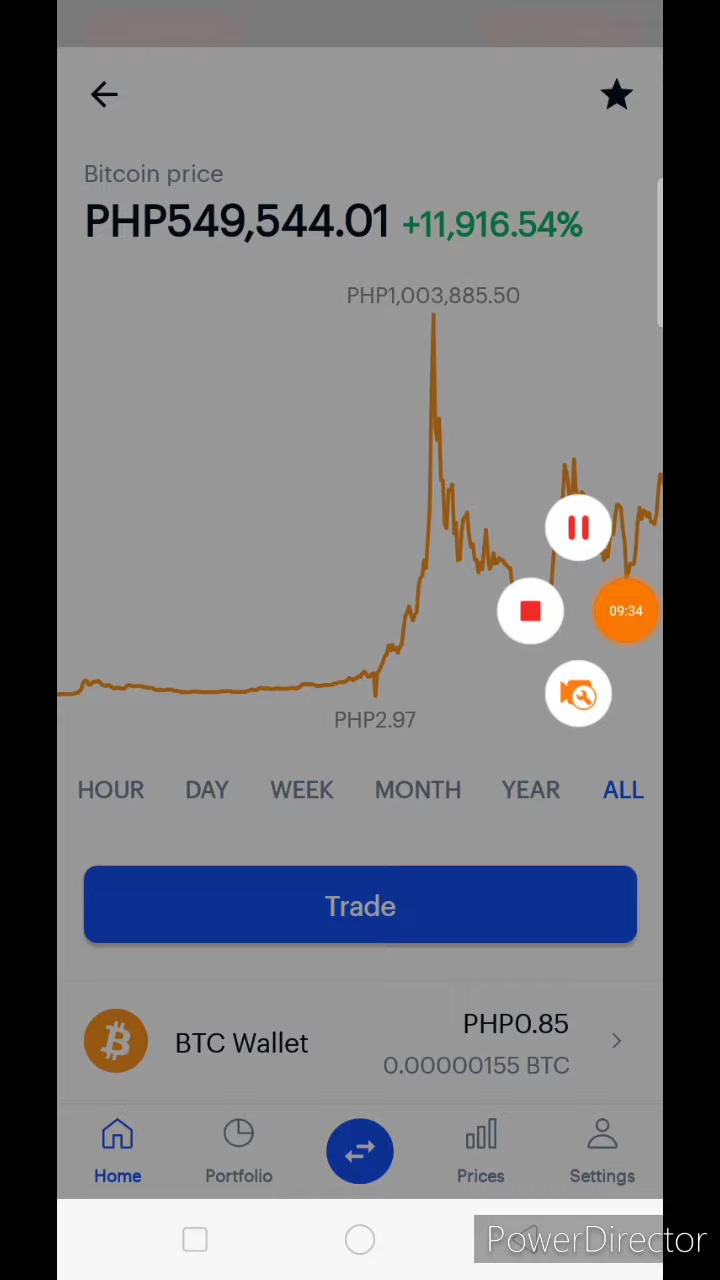 Bitcoin price
PHP549,544.01 +11,916.54%
PHP1,003,885.50
09:34
PHP2.97
HOUR DAY WEEK MONTH YEAR ALL
Trade
BTC Wallet PHP0.85
0.00000155 BTC
Home Portfolio Prices Settings
PowerDirector